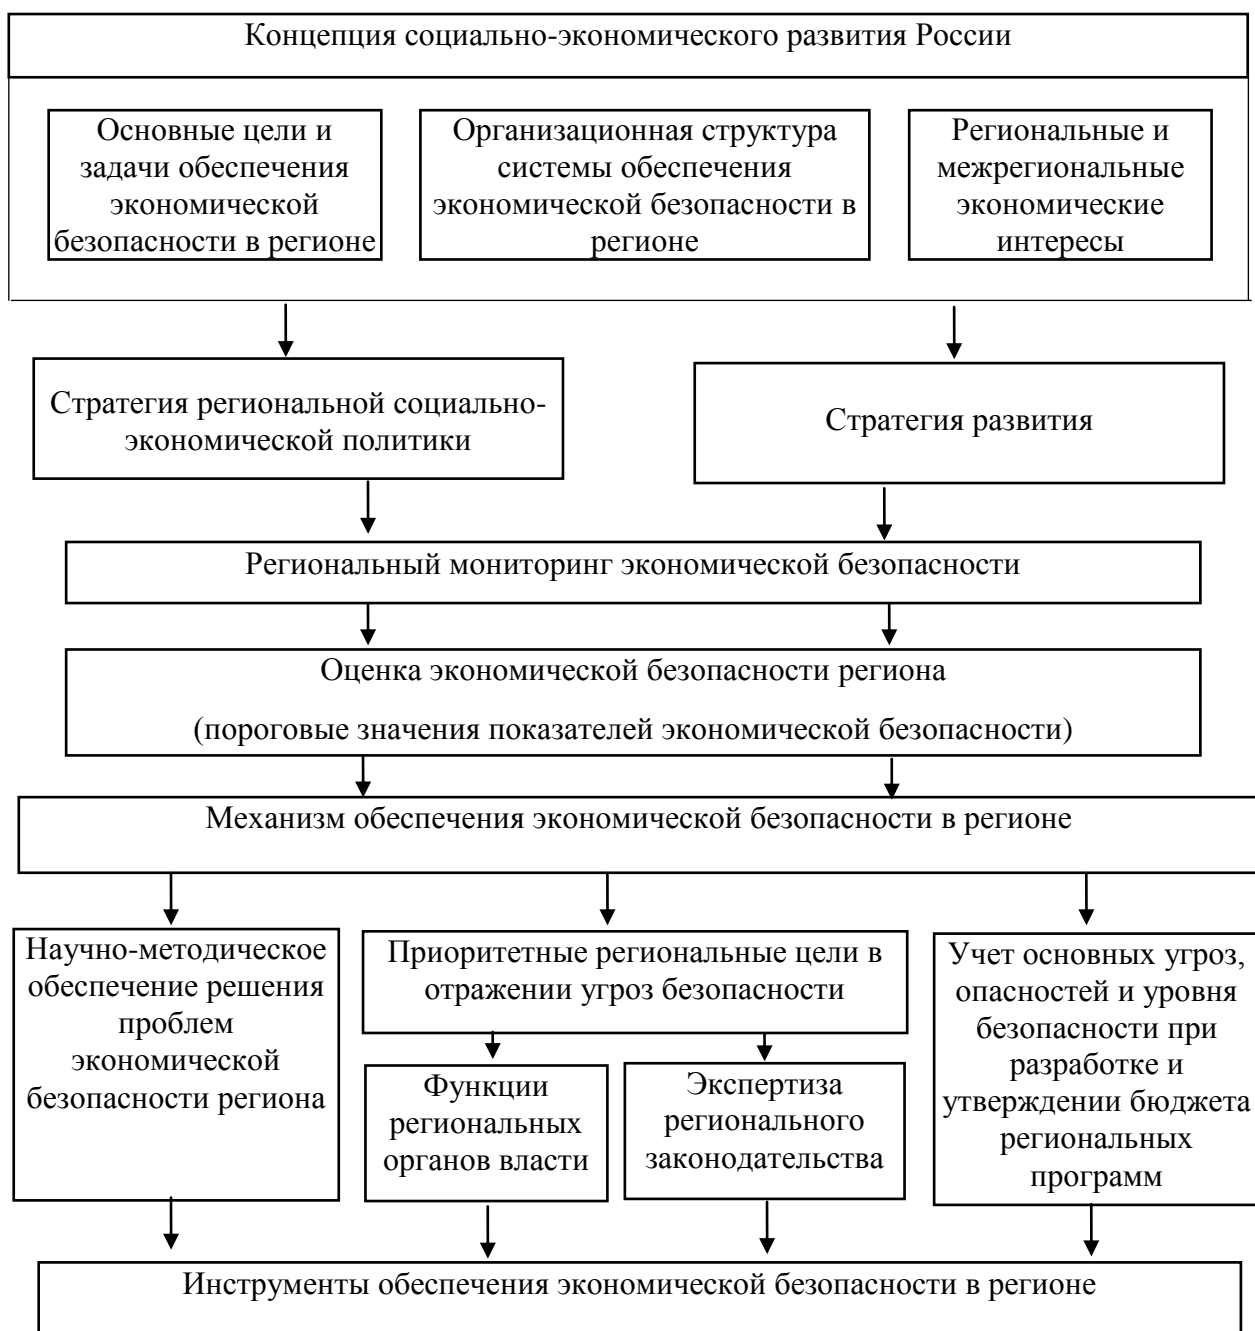 Концепция социально-экономического развития России
Основные цели и
задачи обеспечения
экономической
безопасности в регионе
Организационная структура
системы обеспечения
экономической безопасности в
регионе
Региональные и
межрегиональные
экономические
интересы
Стратегия региональной социально-
экономической политики
Стратегия развития
Региональный мониторинг экономической безопасности
Оценка экономической безопасности региона
(пороговые значения показателей экономической безопасности)
Механизм обеспечения экономической безопасности в регионе
Научно-методическое
обеспечение решения
проблем
экономической
безопасности региона
Приоритетные региональные цели в
отражении угроз безопасности
Функции
региональных
органов власти
Экспертиза
регионального
законодательства
Учет основных угроз,
опасностей и уровня
безопасности при
разработке и
утверждении бюджета
региональных
программ
Инструменты обеспечения экономической безопасности в регионе